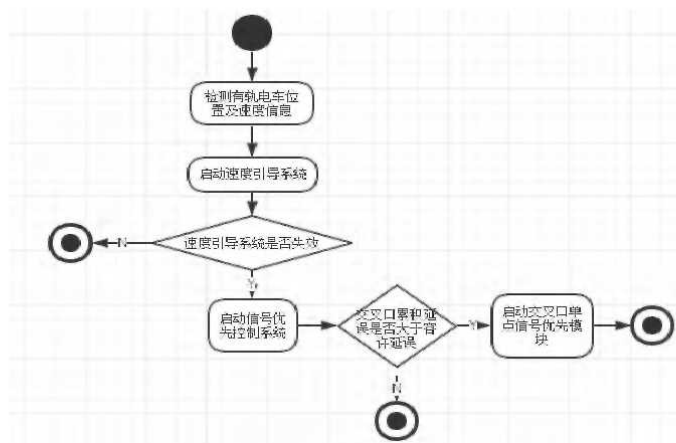 检测有轨电车位
置及速度信息
启动速度引导系统
速度引导系统是否失效
N
Y
启动信号优
先控制系统
交叉口累积延
误是否大于容
许延误
Y
启动交叉口单
点信号优先模
块
N